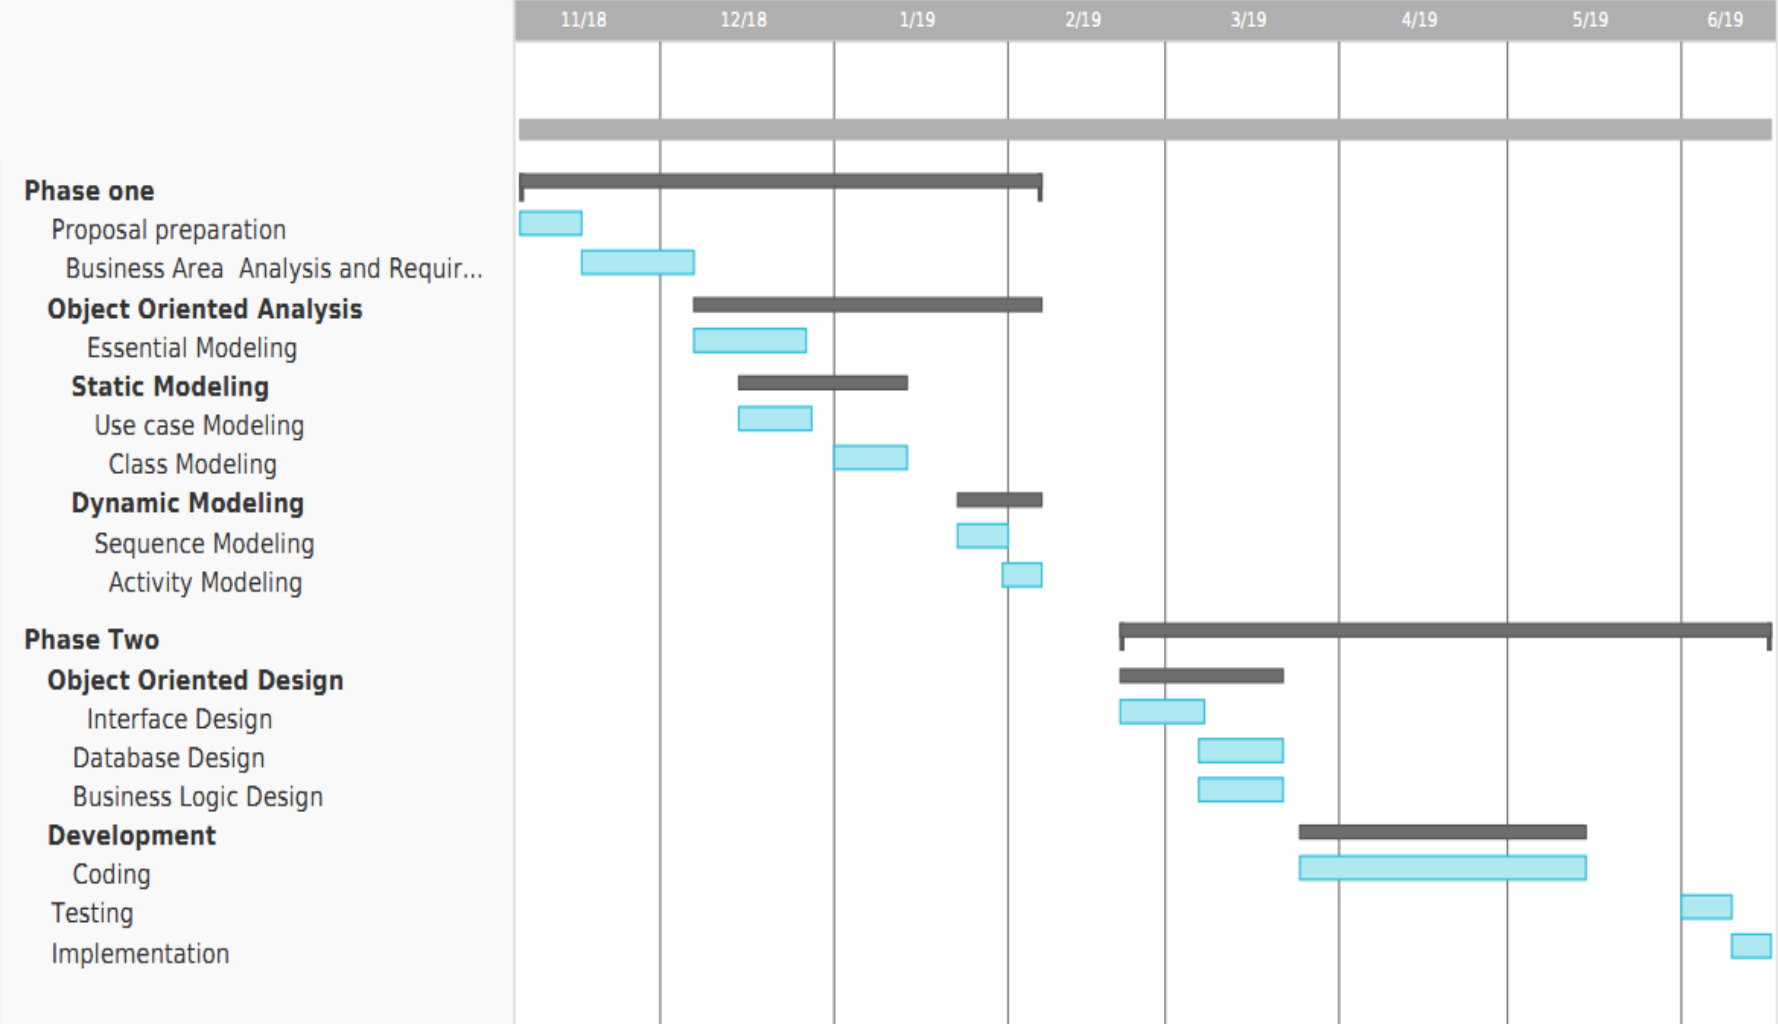 11/18 12/18 1/19 2/19 3/19 4/19 5/19 6/19
Phase one
Proposal preparation
Business Area Analysis and Requir...
Object Oriented Analysis
Essential Modeling
Static Modeling
Use case Modeling
Class Modeling
Dynamic Modeling
Sequence Modeling
Activity Modeling
Phase Two
Object Oriented Design
Interface Design
Database Design
Business Logic Design
Development
Coding
Testing
Implementation